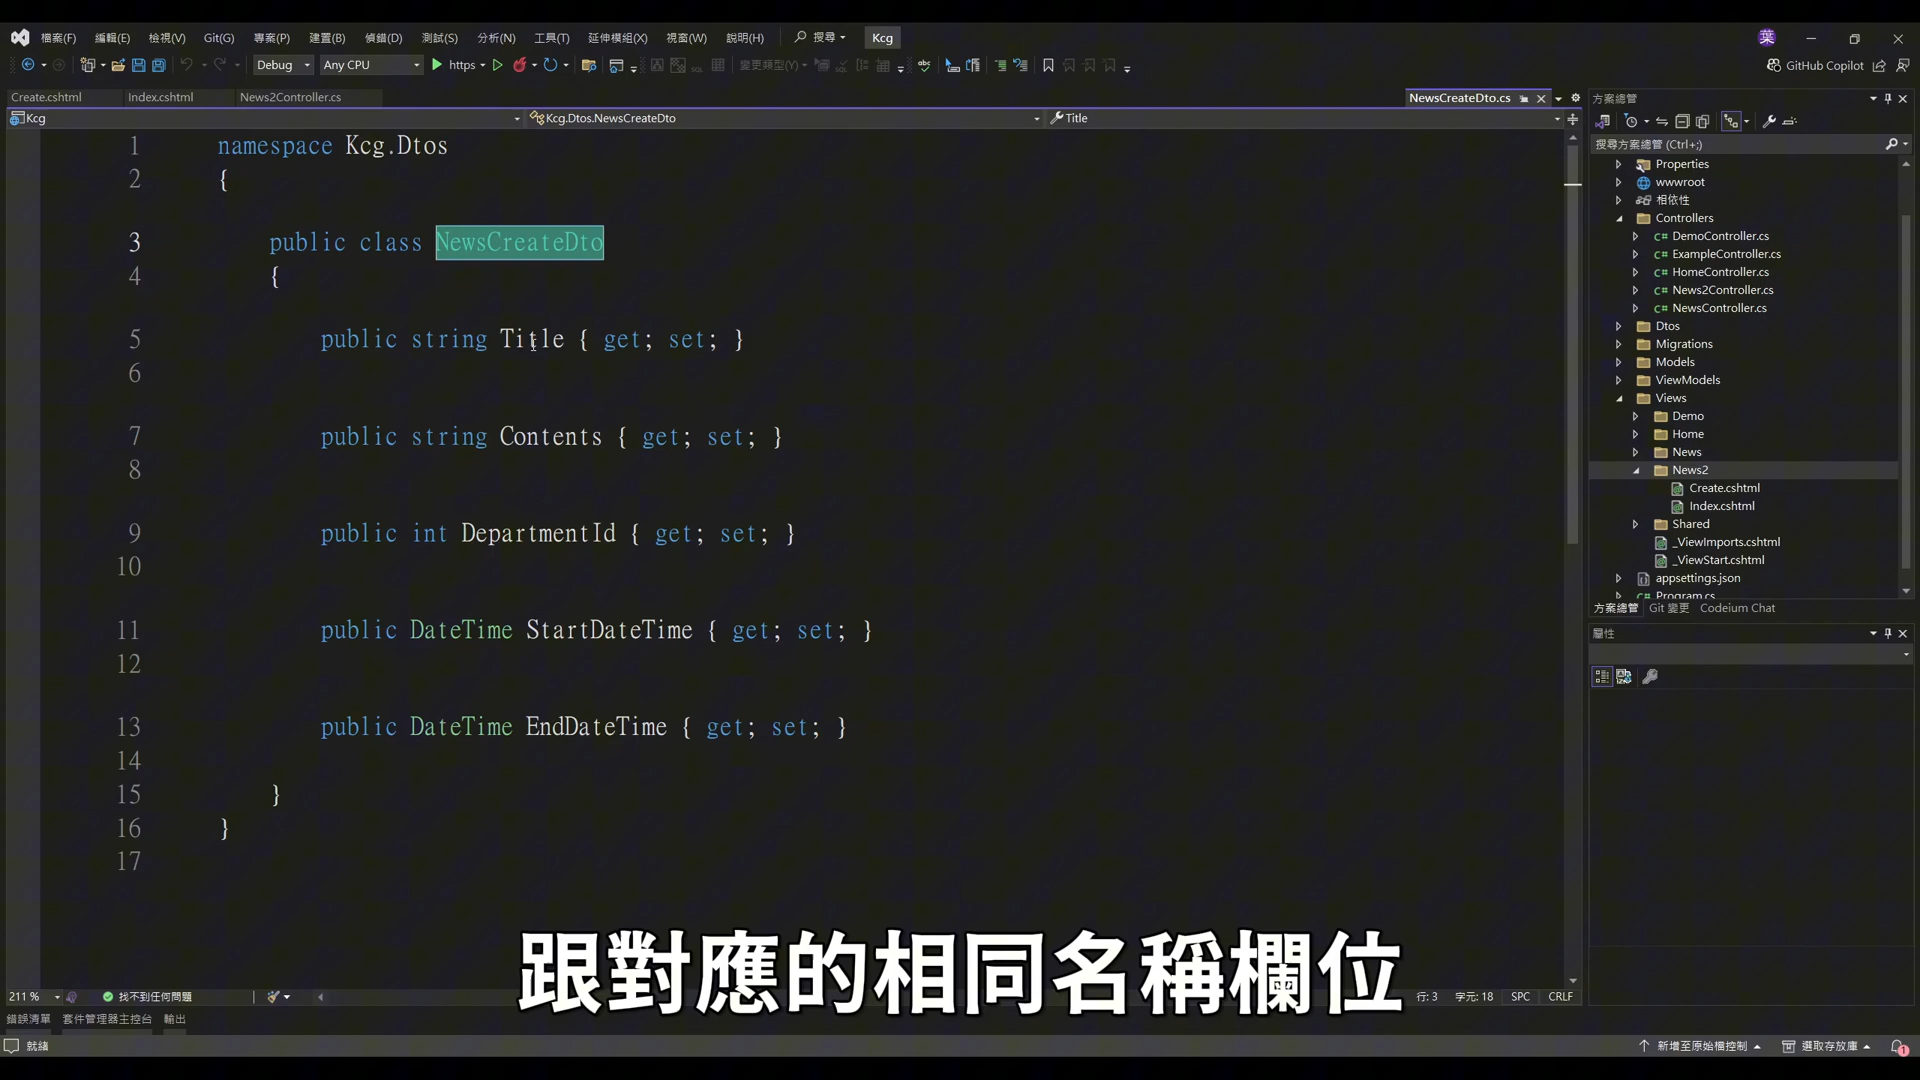 檔案(F) 編輯(E) 檢視(V) Git(G) 專案(P) 建置(B) 偵錯(D) 測試(S) 分析(N) 工具(T) 延伸模組(X) 視窗(W) 說明(H) 搜尋 Kcg 葉
Debug Any CPU https 變更類型(Y) GitHub Copilot
Create.cshtml Index.cshtml News2Controller.cs NewsCreateDto.cs
Kcg Kcg.Dtos.NewsCreateDto Title
1 namespace Kcg.Dtos
2 {
3 public class NewsCreateDto
4 {
5 public string Title { get; set; }
6
7 public string Contents { get; set; }
8
9 public int DepartmentId { get; set; }
10
11 public DateTime StartDateTime { get; set; }
12
13 public DateTime EndDateTime { get; set; }
14
15 }
16 }
17
方案總管
搜尋方案總管 (Ctrl+;)
Properties
wwwroot
相依性
Controllers
C# DemoController.cs
C# ExampleController.cs
C# HomeController.cs
C# News2Controller.cs
C# NewsController.cs
Dtos
Migrations
Models
ViewModels
Views
Demo
Home
News
News2
Create.cshtml
Index.cshtml
Shared
_ViewImports.cshtml
_ViewStart.cshtml
appsettings.json
C# Program.cs
方案總管 Git 變更 Codeium Chat
屬性
跟對應的相同名稱欄位
211 % 找不到任何問題 行: 3 字元: 18 SPC CRLF
錯誤清單 套件管理器主控台 輸出
就緒 新增至原始檔控制 選取存放庫 1